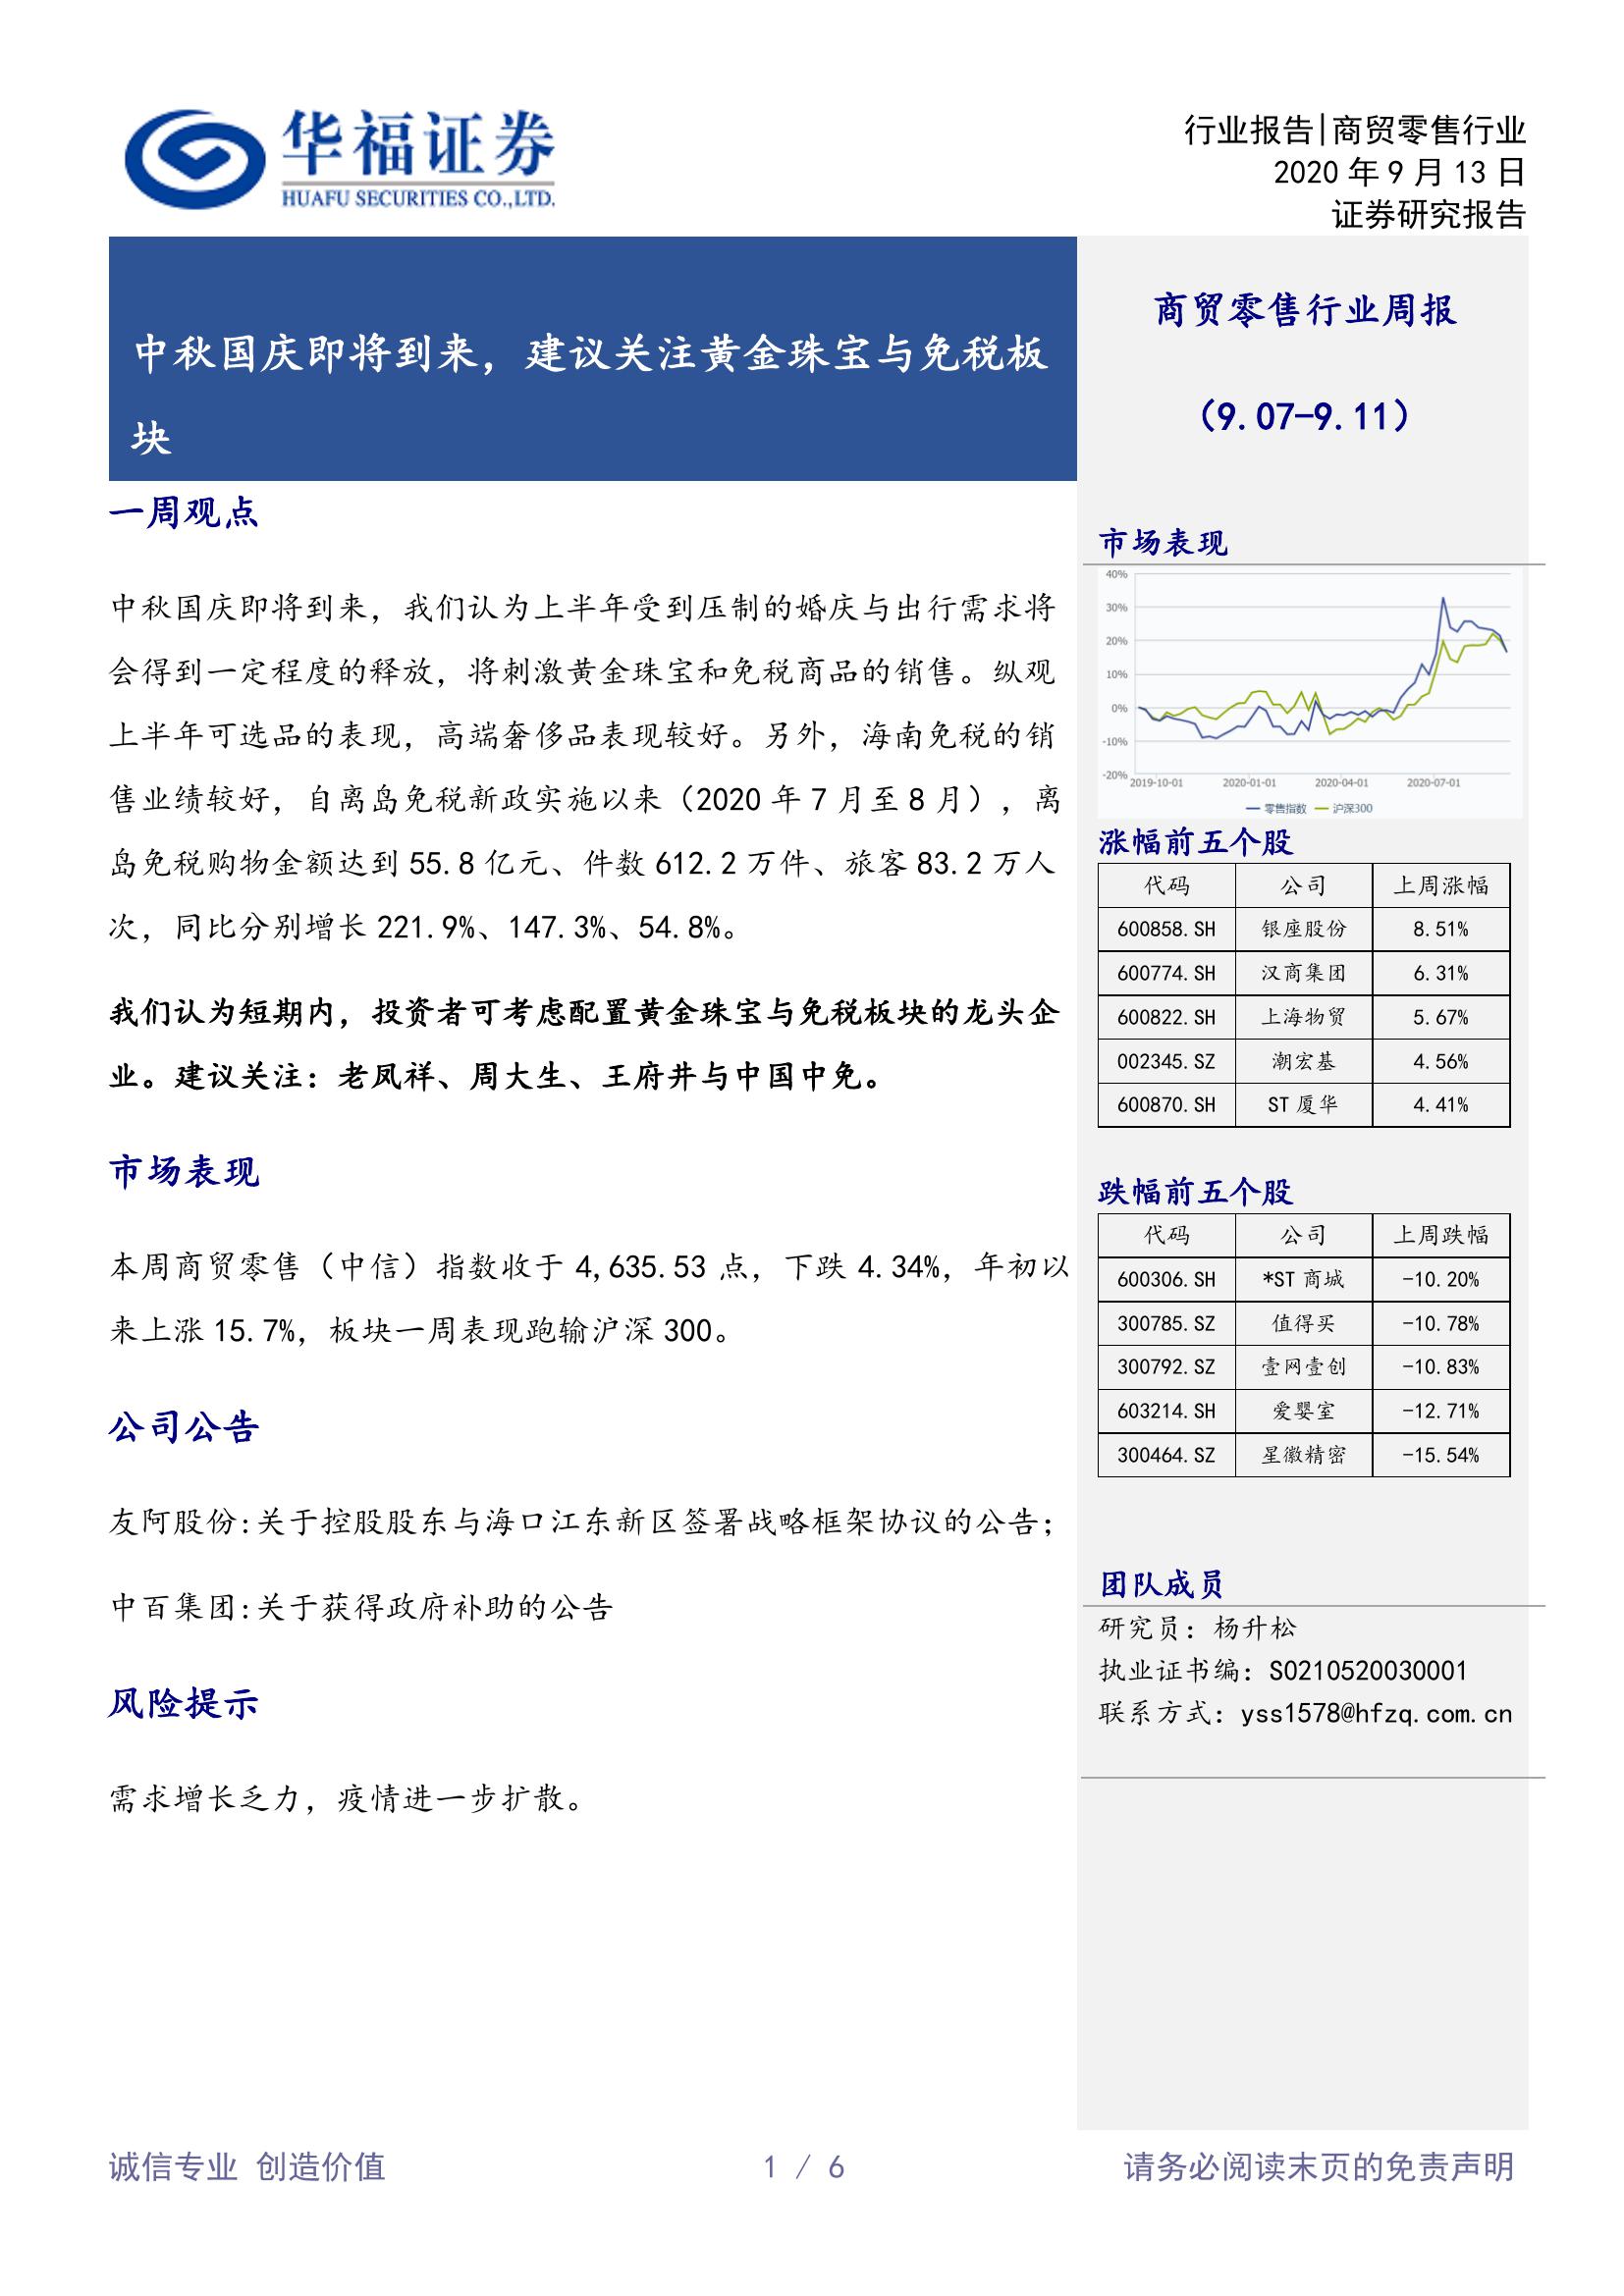 华福证券
HUAFU SECURITIES CO.,LTD.
行业报告|商贸零售行业
2020 年 9 月 13 日
证券研究报告
中秋国庆即将到来，建议关注黄金珠宝与免税板
块
一周观点
中秋国庆即将到来，我们认为上半年受到压制的婚庆与出行需求将
会得到一定程度的释放，将刺激黄金珠宝和免税商品的销售。纵观
上半年可选品的表现，高端奢侈品表现较好。另外，海南免税的销
售业绩较好，自离岛免税新政实施以来（2020 年 7 月至 8 月），离
岛免税购物金额达到 55.8 亿元、件数 612.2 万件、旅客 83.2 万人
次，同比分别增长 221.9%、147.3%、54.8%。
我们认为短期内，投资者可考虑配置黄金珠宝与免税板块的龙头企
业。建议关注：老凤祥、周大生、王府井与中国中免。
市场表现
本周商贸零售（中信）指数收于 4,635.53 点，下跌 4.34%，年初以
来上涨 15.7%，板块一周表现跑输沪深 300。
公司公告
友阿股份:关于控股股东与海口江东新区签署战略框架协议的公告；
中百集团:关于获得政府补助的公告
风险提示
需求增长乏力，疫情进一步扩散。
商贸零售行业周报
（9.07-9.11）
市场表现
40%
30%
20%
10%
0%
-10%
-20%
2019-10-01 2020-01-01 2020-04-01 2020-07-01
零售指数 沪深300
涨幅前五个股
代码 公司 上周涨幅
600858.SH 银座股份 8.51%
600774.SH 汉商集团 6.31%
600822.SH 上海物贸 5.67%
002345.SZ 潮宏基 4.56%
600870.SH ST 厦华 4.41%
跌幅前五个股
代码 公司 上周跌幅
600306.SH *ST 商城 -10.20%
300785.SZ 值得买 -10.78%
300792.SZ 壹网壹创 -10.83%
603214.SH 爱婴室 -12.71%
300464.SZ 星徽精密 -15.54%
团队成员
研究员：杨升松
执业证书编：S0210520030001
联系方式：yss1578@hfzq.com.cn
诚信专业 创造价值
1 / 6
请务必阅读末页的免责声明